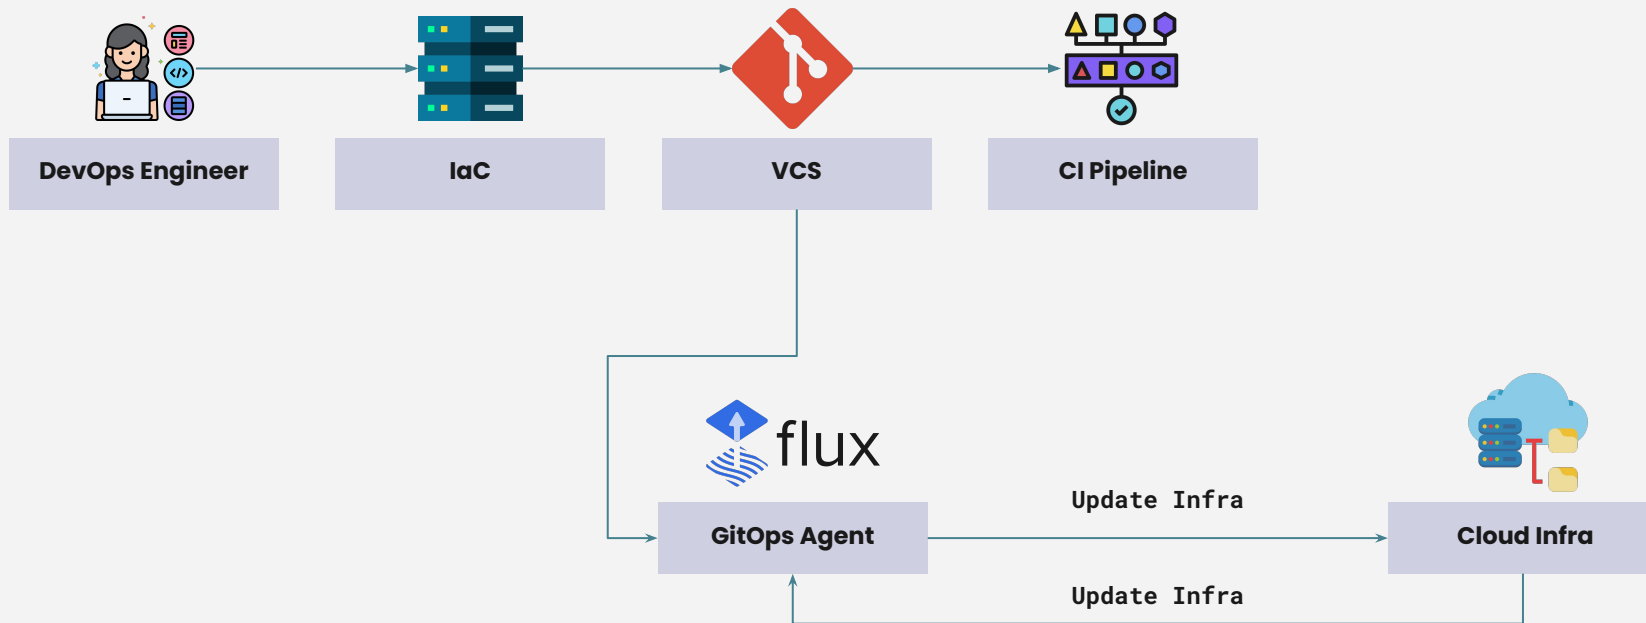 DevOps Engineer
IaC
VCS
CI Pipeline
flux
Update Infra
GitOps Agent
Cloud Infra
Update Infra